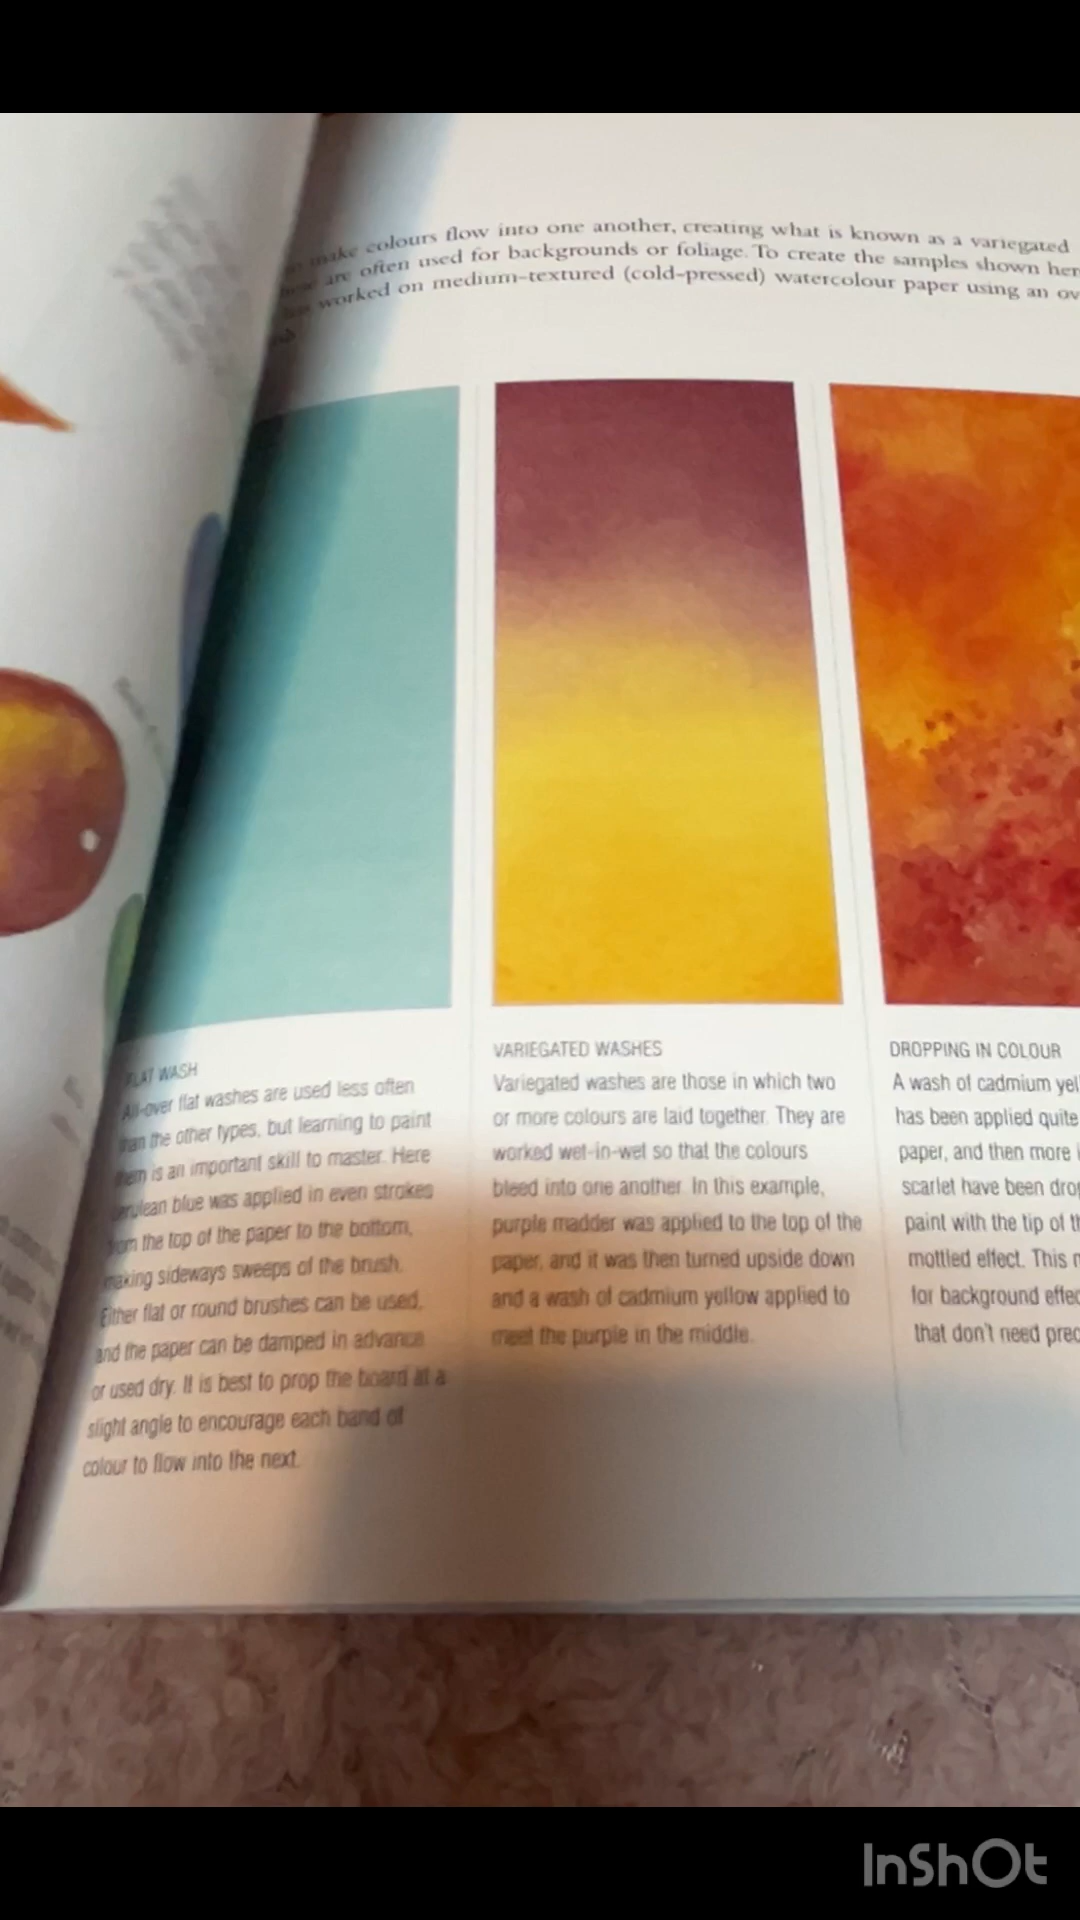 make colours flow into one another, creating what is known as a variegated
are often used for backgrounds or foliage. To create the samples shown her
worked on medium-textured (cold-pressed) watercolour paper using an ov
FLAT WASH
All-over flat washes are used less often
than the other types, but learning to paint
them is an important skill to master. Here
cerulean blue was applied in even strokes
from the top of the paper to the bottom,
making sideways sweeps of the brush.
Either flat or round brushes can be used,
and the paper can be damped in advance
or used dry. It is best to prop the board at a
slight angle to encourage each band of
colour to flow into the next.
VARIEGATED WASHES
Variegated washes are those in which two
or more colours are laid together. They are
worked wet-in-wet so that the colours
bleed into one another. In this example,
purple madder was applied to the top of the
paper, and it was then turned upside down
and a wash of cadmium yellow applied to
meet the purple in the middle.
DROPPING IN COLOUR
A wash of cadmium yel
has been applied quite
paper, and then more i
scarlet have been drop
paint with the tip of th
mottled effect. This m
for background effec
that don't need prec
InShOt